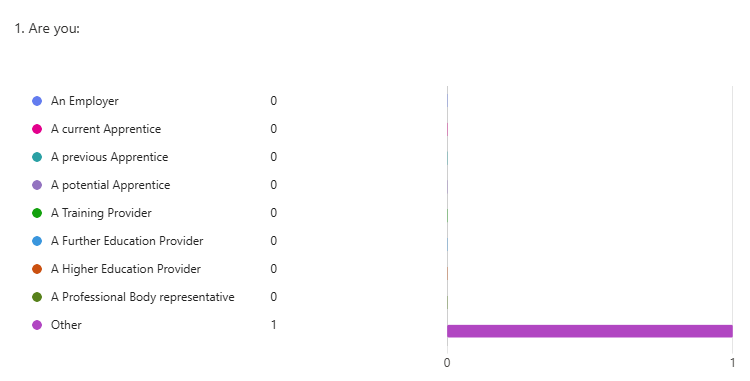 1. Are you:
An Employer 0
A current Apprentice 0
A previous Apprentice 0
A potential Apprentice 0
A Training Provider 0
A Further Education Provider 0
A Higher Education Provider 0
A Professional Body representative 0
Other 1
0 1